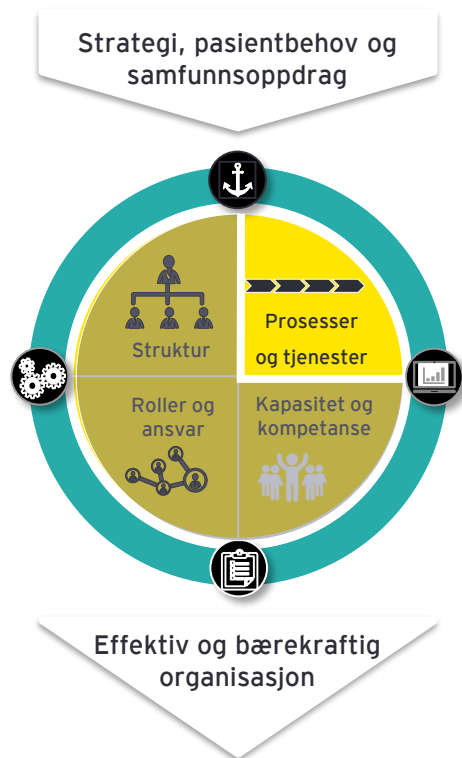 Strategi, pasientbehov og
samfunnsoppdrag
Struktur
Prosesser
og tjenester
Roller og
ansvar
Kapasitet og
kompetanse
Effektiv og bærekraftig
organisasjon